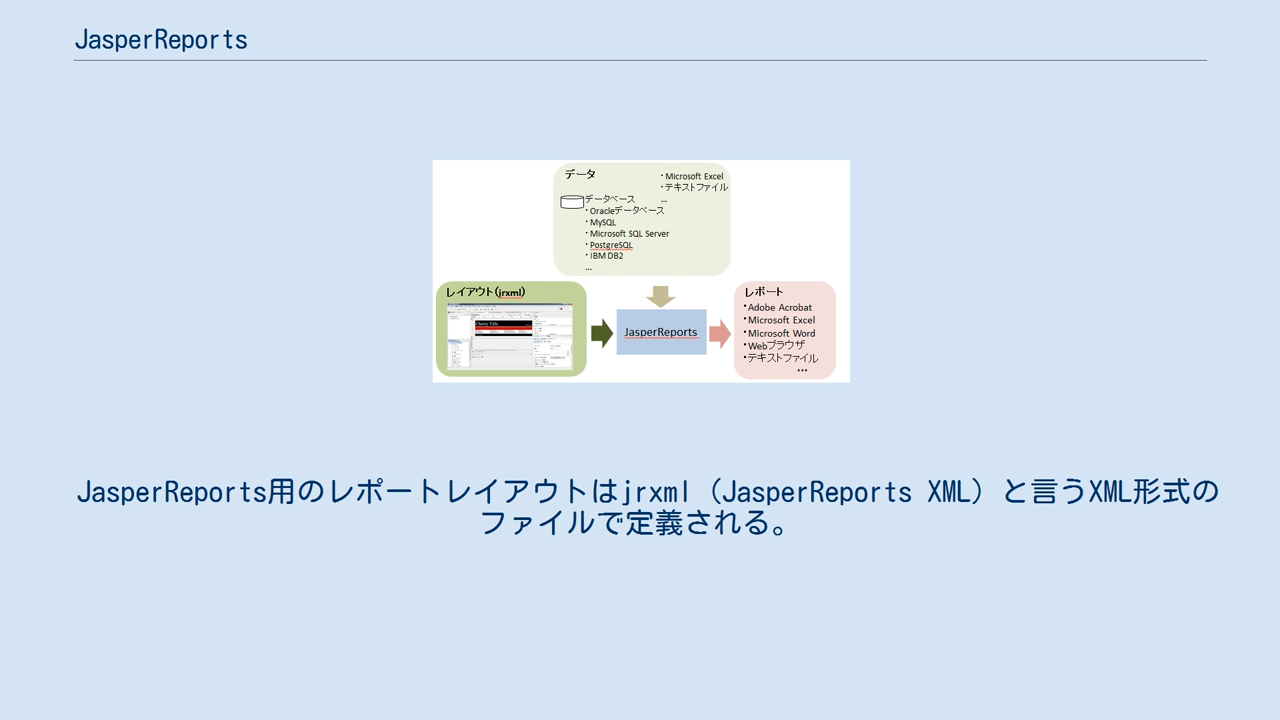 JasperReports
データ
・Microsoft Excel
・テキストファイル
...
データベース
・Oracleデータベース
・MySQL
・Microsoft SQL Server
・PostgreSQL
・IBM DB2
...
レイアウト(jrxml)
Cherry Title
JasperReports
レポート
・Adobe Acrobat
・Microsoft Excel
・Microsoft Word
・Webブラウザ
・テキストファイル
...
JasperReports用のレポートレイアウトはjrxml（JasperReports XML）と言うXML形式の
ファイルで定義される。